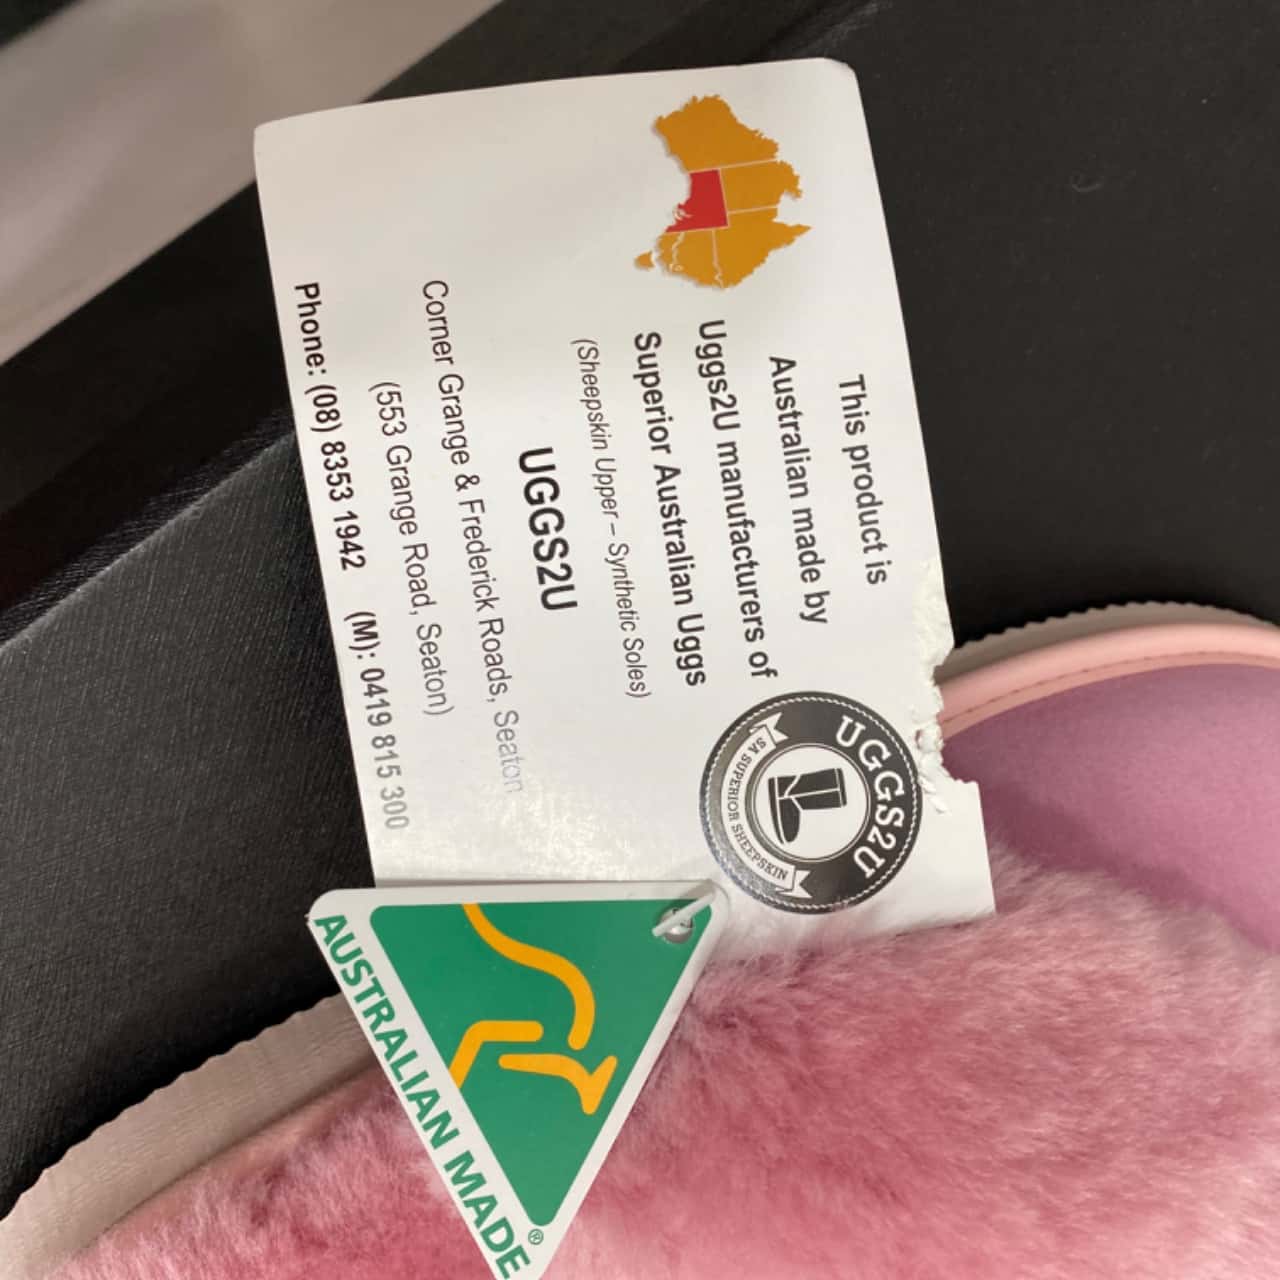 This product is
Australian made by
Uggs2U manufacturers of
Superior Australian Uggs
(Sheepskin Upper – Synthetic Soles)
UGGS2U
Corner Grange & Frederick Roads, Seaton
(553 Grange Road, Seaton)
Phone: (08) 8353 1942 (M): 0419 815 300
UGGS2U
SA SUPERIOR SHEEPSKIN
AUSTRALIAN MADE®